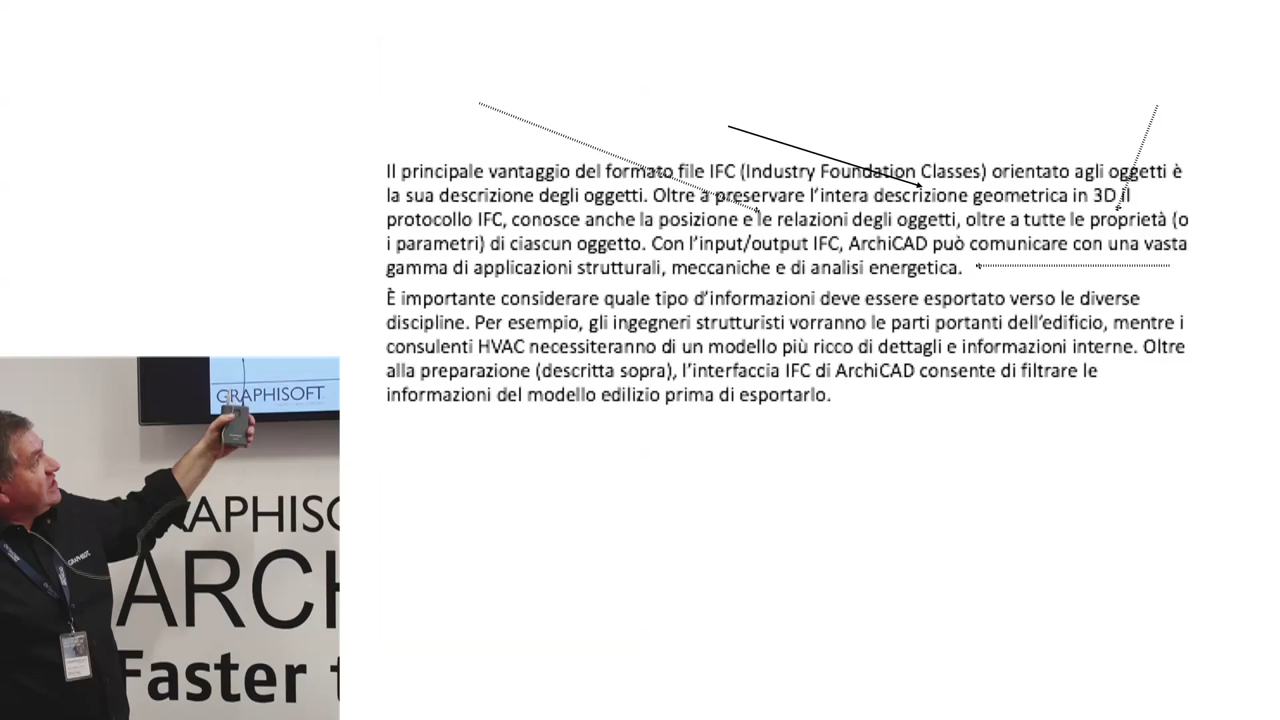 Il principale vantaggio del formato file IFC (Industry Foundation Classes) orientato agli oggetti è
la sua descrizione degli oggetti. Oltre a preservare l'intera descrizione geometrica in 3D il
protocollo IFC, conosce anche la posizione e le relazioni degli oggetti, oltre a tutte le proprietà (o
i parametri) di ciascun oggetto. Con l'input/output IFC, ArchiCAD può comunicare con una vasta
gamma di applicazioni strutturali, meccaniche e di analisi energetica.
È importante considerare quale tipo d'informazioni deve essere esportato verso le diverse
discipline. Per esempio, gli ingegneri strutturisti vorranno le parti portanti dell'edificio, mentre i
consulenti HVAC necessiteranno di un modello più ricco di dettagli e informazioni interne. Oltre
alla preparazione (descritta sopra), l'interfaccia IFC di ArchiCAD consente di filtrare le
informazioni del modello edilizio prima di esportarlo.
GRAPHISOFT
RAPHISO
ARCH
Faster t